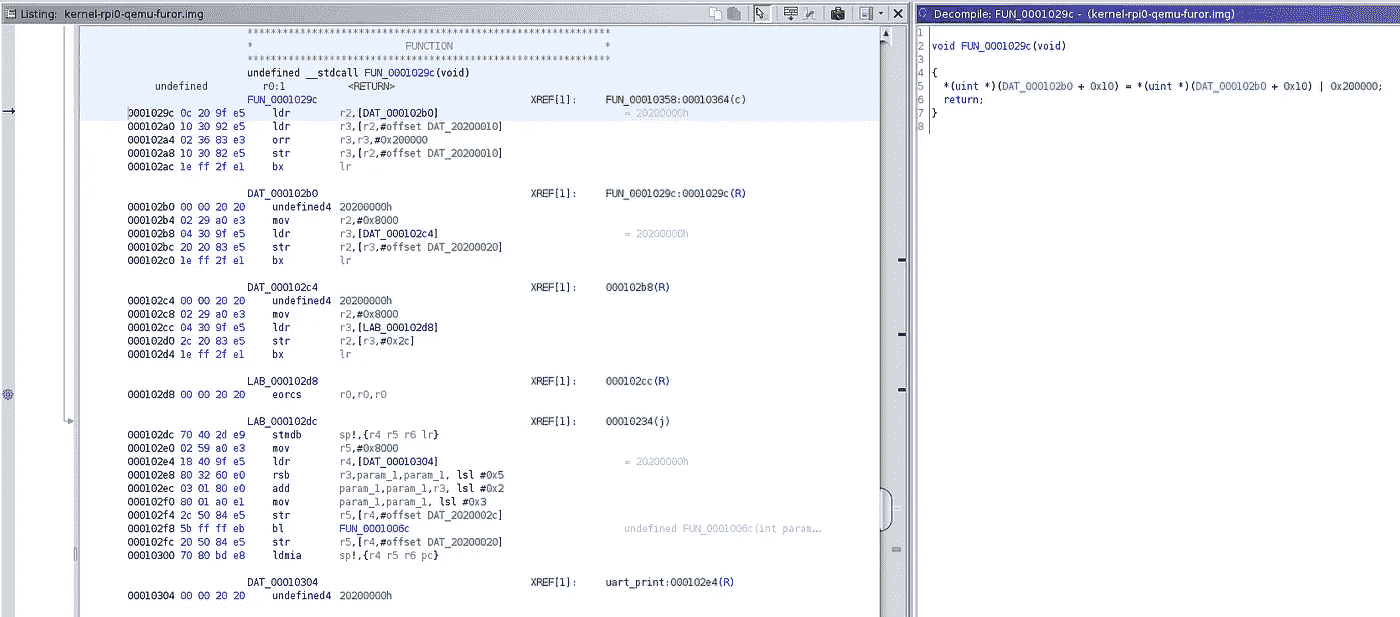 Listing: kernel-rpi0-qemu-furor.img
*************************************************************
* FUNCTION *
*************************************************************
undefined __stdcall FUN_0001029c(void)
undefined r0:1 <RETURN>
FUN_0001029c XREF[1]: FUN_00010358:00010364(c)
0001029c 0c 20 9f e5 ldr r2,[DAT_000102b0] = 20200000h
000102a0 10 30 92 e5 ldr r3,[r2,#offset DAT_20200010]
000102a4 02 36 83 e3 orr r3,r3,#0x200000
000102a8 10 30 82 e5 str r3,[r2,#offset DAT_20200010]
000102ac 1e ff 2f e1 bx lr
DAT_000102b0 XREF[1]: FUN_0001029c:0001029c(R)
000102b0 00 00 20 20 undefined4 20200000h
000102b4 02 29 a0 e3 mov r2,#0x8000
000102b8 04 30 9f e5 ldr r3,[DAT_000102c4] = 20200000h
000102bc 20 20 83 e5 str r2,[r3,#offset DAT_20200020]
000102c0 1e ff 2f e1 bx lr
DAT_000102c4 XREF[1]: 000102b8(R)
000102c4 00 00 20 20 undefined4 20200000h
000102c8 02 29 a0 e3 mov r2,#0x8000
000102cc 04 30 9f e5 ldr r3,[LAB_000102d8]
000102d0 2c 20 83 e5 str r2,[r3,#0x2c]
000102d4 1e ff 2f e1 bx lr
LAB_000102d8 XREF[1]: 000102cc(R)
000102d8 00 00 20 20 eorcs r0,r0,r0
LAB_000102dc XREF[1]: 00010234(j)
000102dc 70 40 2d e9 stmdb sp!,{r4 r5 r6 lr}
000102e0 02 59 a0 e3 mov r5,#0x8000
000102e4 18 40 9f e5 ldr r4,[DAT_00010304] = 20200000h
000102e8 80 32 60 e0 rsb r3,param_1,param_1, lsl #0x5
000102ec 03 01 80 e0 add param_1,param_1,r3, lsl #0x2
000102f0 80 01 a0 e1 mov param_1,param_1, lsl #0x3
000102f4 2c 50 84 e5 str r5,[r4,#offset DAT_2020002c]
000102f8 5b ff ff eb bl FUN_0001006c undefined FUN_0001006c(int param...
000102fc 20 50 84 e5 str r5,[r4,#offset DAT_20200020]
00010300 70 80 bd e8 ldmia sp!,{r4 r5 r6 pc}
DAT_00010304 XREF[1]: uart_print:000102e4(R)
00010304 00 00 20 20 undefined4 20200000h
Decompile: FUN_0001029c - (kernel-rpi0-qemu-furor.img)
1
2 void FUN_0001029c(void)
3
4 {
5 *(uint *)(DAT_000102b0 + 0x10) = *(uint *)(DAT_000102b0 + 0x10) | 0x200000;
6 return;
7 }
8